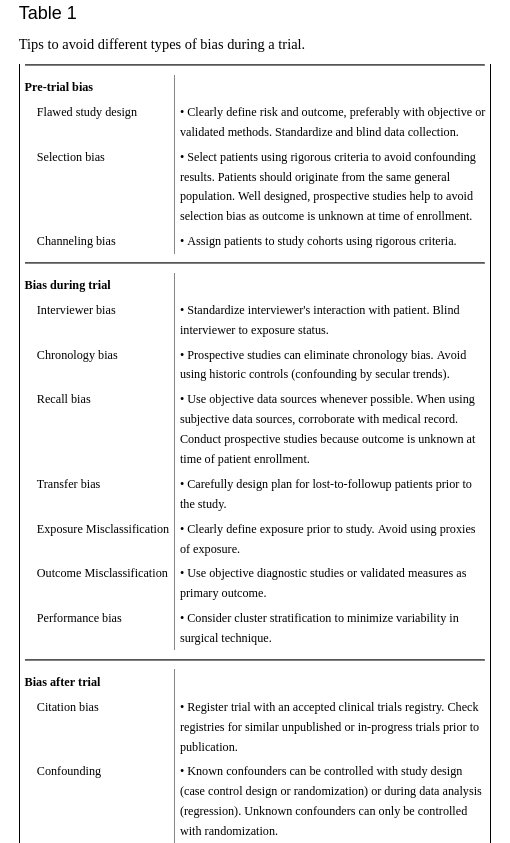 Table 1
Tips to avoid different types of bias during a trial.
Pre-trial bias
Flawed study design
• Clearly define risk and outcome, preferably with objective or
validated methods. Standardize and blind data collection.
Selection bias
• Select patients using rigorous criteria to avoid confounding
results. Patients should originate from the same general
population. Well designed, prospective studies help to avoid
selection bias as outcome is unknown at time of enrollment.
Channeling bias
• Assign patients to study cohorts using rigorous criteria.
Bias during trial
Interviewer bias
• Standardize interviewer's interaction with patient. Blind
interviewer to exposure status.
Chronology bias
• Prospective studies can eliminate chronology bias. Avoid
using historic controls (confounding by secular trends).
Recall bias
• Use objective data sources whenever possible. When using
subjective data sources, corroborate with medical record.
Conduct prospective studies because outcome is unknown at
time of patient enrollment.
Transfer bias
• Carefully design plan for lost-to-followup patients prior to
the study.
Exposure Misclassification
• Clearly define exposure prior to study. Avoid using proxies
of exposure.
Outcome Misclassification
• Use objective diagnostic studies or validated measures as
primary outcome.
Performance bias
• Consider cluster stratification to minimize variability in
surgical technique.
Bias after trial
Citation bias
• Register trial with an accepted clinical trials registry. Check
registries for similar unpublished or in-progress trials prior to
publication.
Confounding
• Known confounders can be controlled with study design
(case control design or randomization) or during data analysis
(regression). Unknown confounders can only be controlled
with randomization.